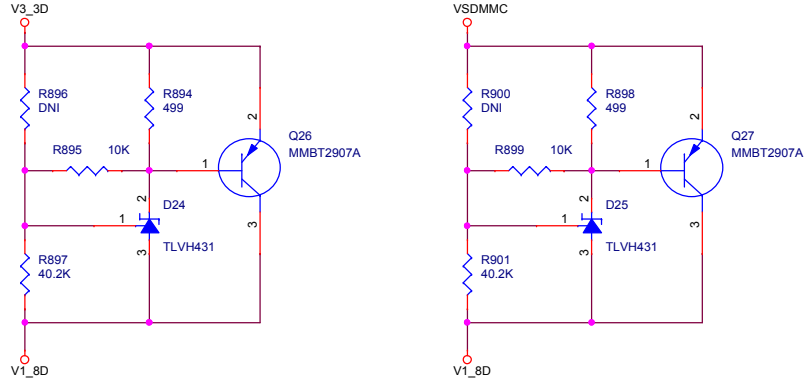 V3_3D
VSDMMC
R896
DNI
R894
499
2
Q26
MMBT2907A
R895
10K
1
2
D24
1
TLVH431
3
3
R897
40.2K
V1_8D
R900
DNI
R898
499
2
Q27
MMBT2907A
R899
10K
1
2
D25
1
TLVH431
3
3
R901
40.2K
V1_8D